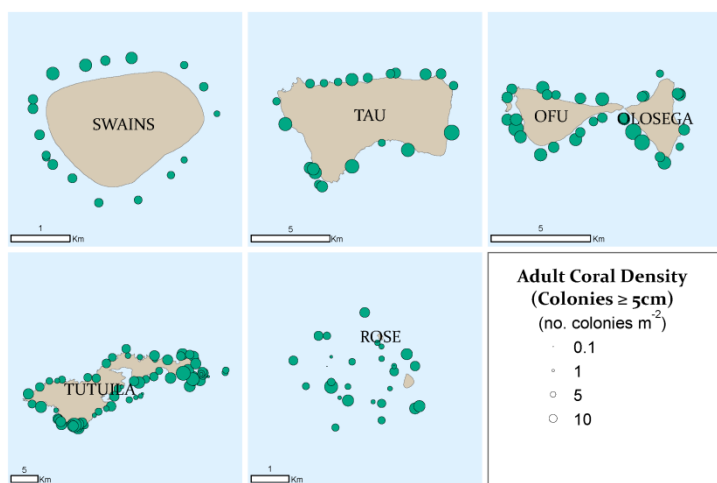 SWAINS
1
Km
TAU
5
Km
OFU
OLOSEGA
5
Km
TUTUILA
5
Km
ROSE
1
Km
Adult Coral Density
(Colonies ≥ 5cm)
(no. colonies m⁻²)
0.1
1
5
10